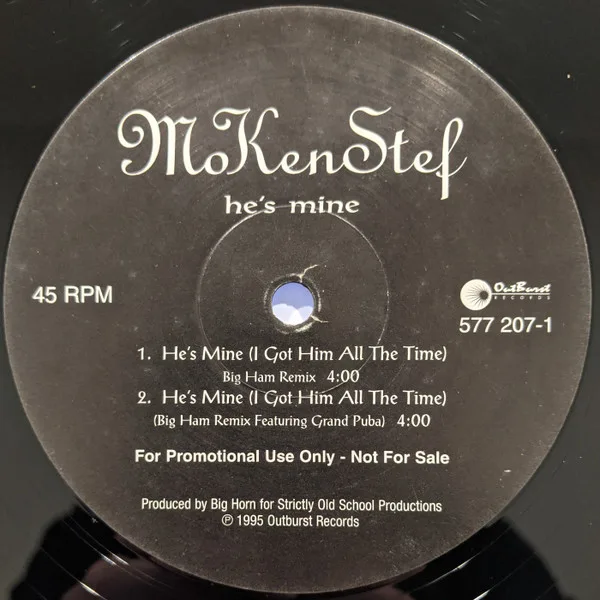 MoKenStef
he's mine
45 RPM
OutBurst
RECORDS
577 207-1
1. He's Mine (I Got Him All The Time)
Big Ham Remix 4:00
2. He's Mine (I Got Him All The Time)
(Big Ham Remix Featuring Grand Puba) 4:00
For Promotional Use Only - Not For Sale
Produced by Big Horn for Strictly Old School Productions
℗ 1995 Outburst Records